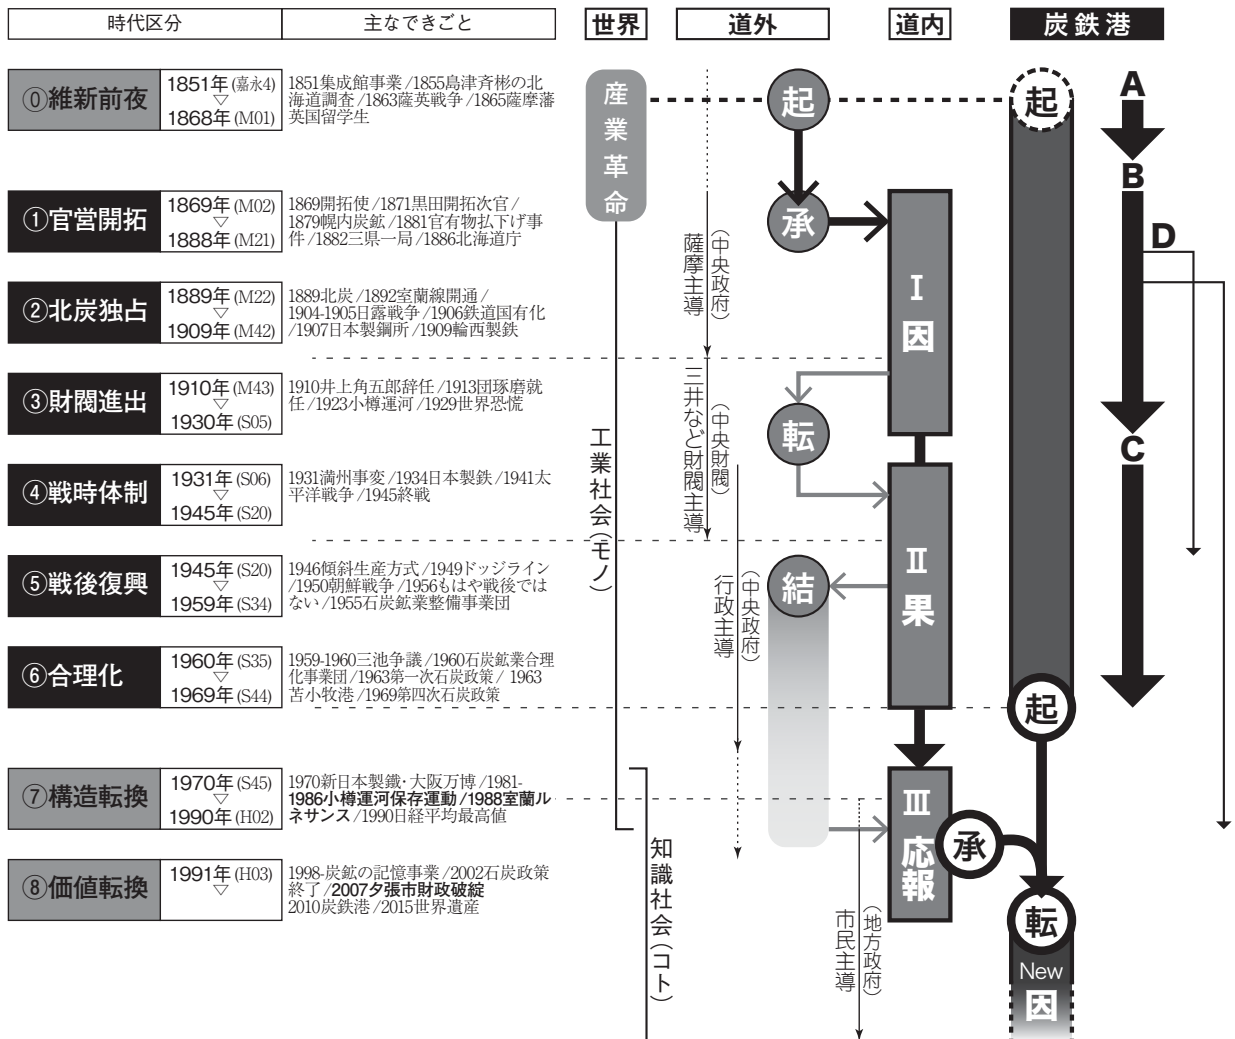 時代区分
主なできごと
世界
道外
道内
炭鉄港
⓪維新前夜
1851年(嘉永4)
▽
1868年(M01)
1851集成館事業/1855島津斉彬の北
海道調査/1863薩英戦争/1865薩摩藩
英国留学生
①官営開拓
1869年(M02)
▽
1888年(M21)
1869開拓使/1871黒田開拓次官/
1879幌内炭鉱/1881官有物払下げ事
件/1882三県一局/1886北海道庁
②北炭独占
1889年(M22)
▽
1909年(M42)
1889北炭/1892室蘭線開通/
1904-1905日露戦争/1906鉄道国有化
/1907日本製鋼所/1909輪西製鉄
③財閥進出
1910年(M43)
▽
1930年(S05)
1910井上角五郎辞任/1913団琢磨就
任/1923小樽運河/1929世界恐慌
④戦時体制
1931年(S06)
▽
1945年(S20)
1931満州事変/1934日本製鉄/1941太
平洋戦争/1945終戦
⑤戦後復興
1945年(S20)
▽
1959年(S34)
1946傾斜生産方式/1949ドッジライン
/1950朝鮮戦争/1956もはや戦後では
ない/1955石炭鉱業整備事業団
⑥合理化
1960年(S35)
▽
1969年(S44)
1959-1960三池争議/1960石炭鉱業合理
化事業団/1963第一次石炭政策/ 1963
苫小牧港/1969第四次石炭政策
⑦構造転換
1970年(S45)
▽
1990年(H02)
1970新日本製鐵・大阪万博/1981-
1986小樽運河保存運動/1988室蘭ル
ネサンス/1990日経平均最高値
⑧価値転換
1991年(H03)
▽
1998-炭鉱の記憶事業/2002石炭政策
終了/2007夕張市財政破綻
2010炭鉄港/2015世界遺産
産業革命
工業社会(モノ)
知識社会(コト)
(中央政府)
薩摩主導
(中央財閥)
三井など財閥主導
(中央政府)
行政主導
(地方政府)
市民主導
起
承
転
結
Ⅰ因
Ⅱ果
Ⅲ応報
起
起
承
転
New
因
A
B
C
D